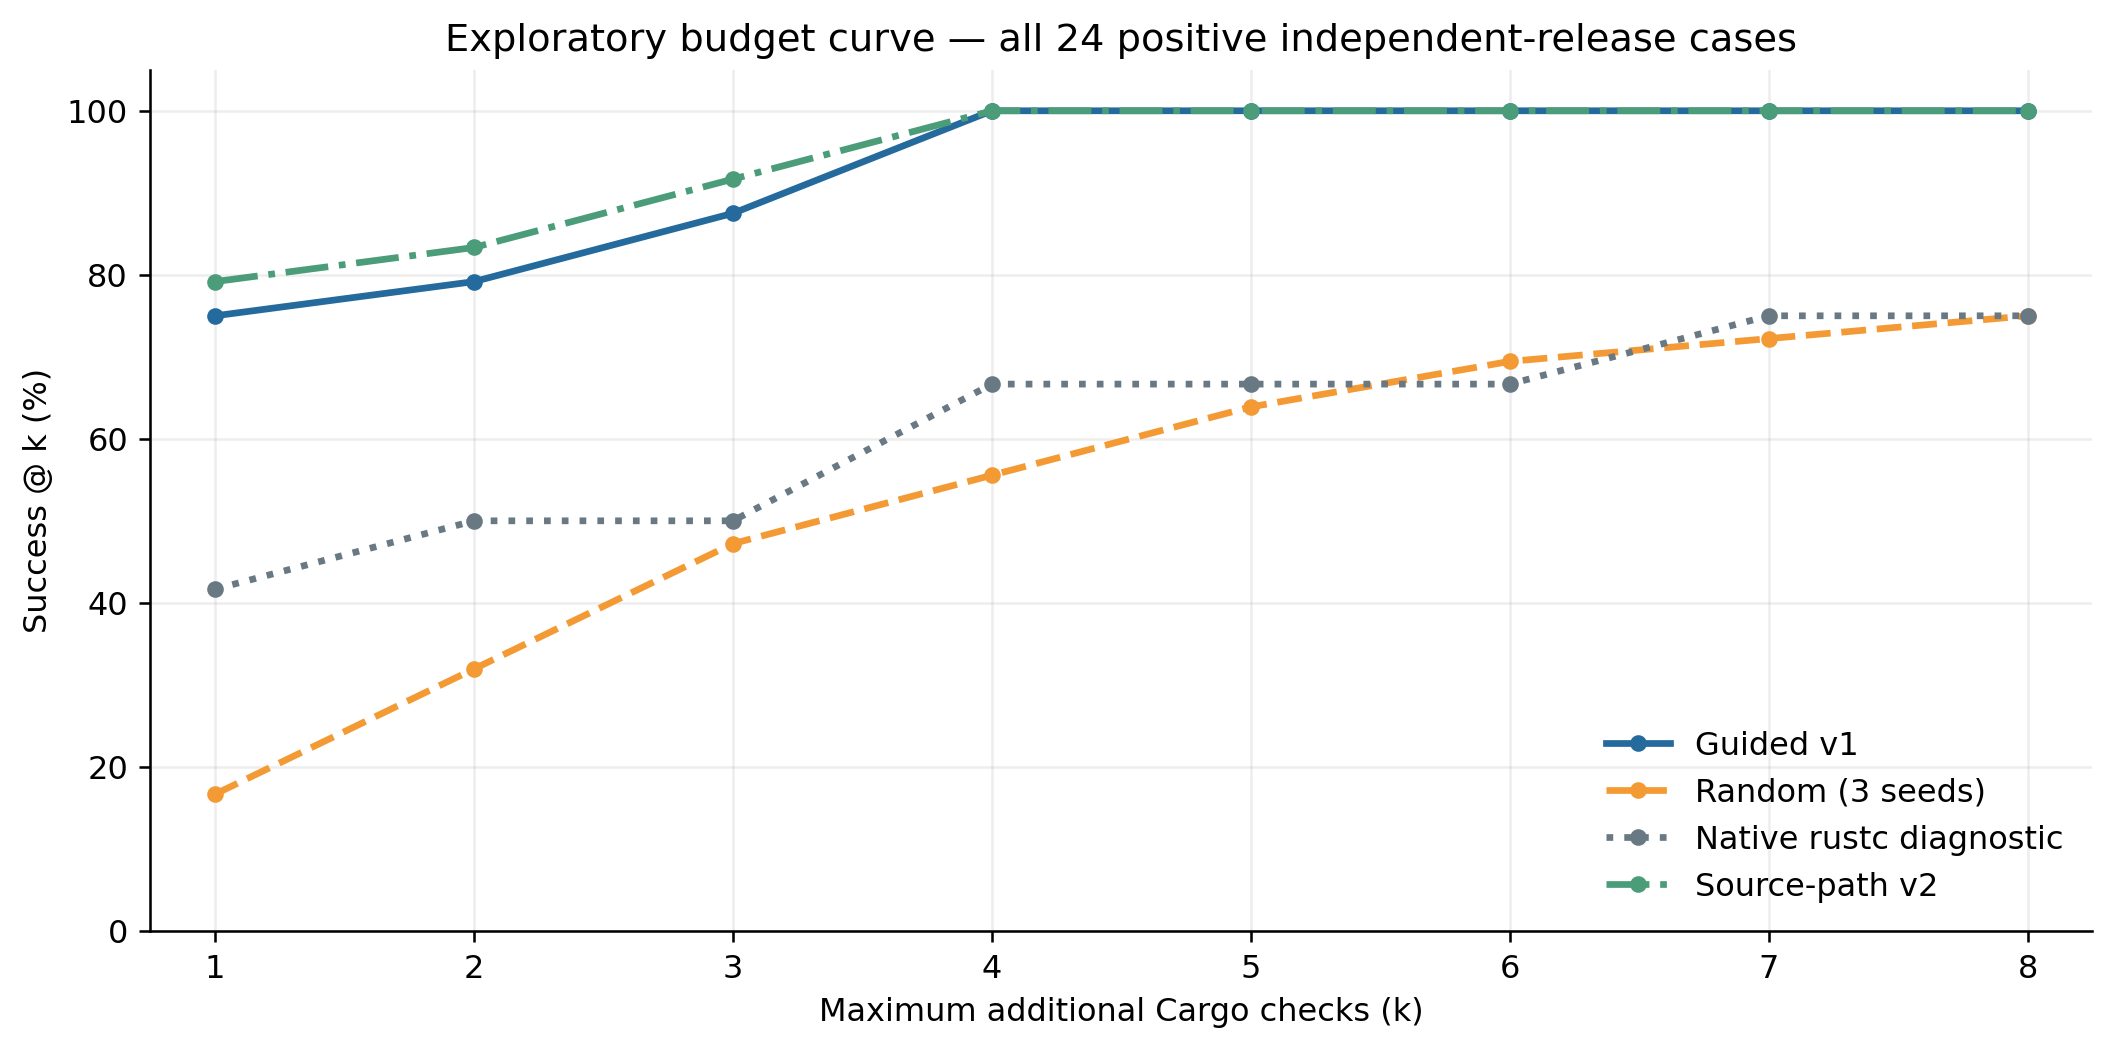 Exploratory budget curve — all 24 positive independent-release cases
Success @ k (%)
100
80
60
40
20
0
1 2 3 4 5 6 7 8
Maximum additional Cargo checks (k)
Guided v1
Random (3 seeds)
Native rustc diagnostic
Source-path v2